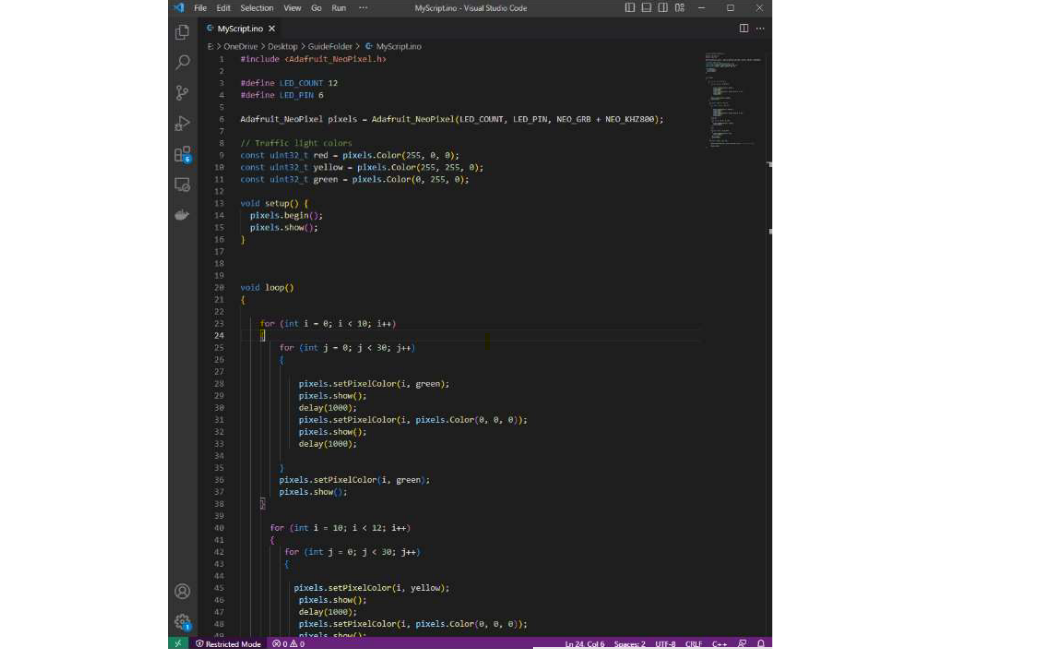 File Edit Selection View Go Run ··· MyScript.ino - Visual Studio Code
MyScript.ino
E: > OneDrive > Desktop > GuideFolder > MyScript.ino
1 #include <Adafruit_NeoPixel.h>
2
3 #define LED_COUNT 12
4 #define LED_PIN 6
5
6 Adafruit_NeoPixel pixels = Adafruit_NeoPixel(LED_COUNT, LED_PIN, NEO_GRB + NEO_KHZ800);
7
8 // Traffic light colors
9 const uint32_t red = pixels.Color(255, 0, 0);
10 const uint32_t yellow = pixels.Color(255, 255, 0);
11 const uint32_t green = pixels.Color(0, 255, 0);
12
13 void setup() {
14 pixels.begin();
15 pixels.show();
16 }
17
18
19
20 void loop()
21 {
22
23 for (int i = 0; i < 10; i++)
24 {
25 for (int j = 0; j < 30; j++)
26 {
27
28 pixels.setPixelColor(i, green);
29 pixels.show();
30 delay(1000);
31 pixels.setPixelColor(i, pixels.Color(0, 0, 0));
32 pixels.show();
33 delay(1000);
34
35 }
36 pixels.setPixelColor(i, green);
37 pixels.show();
38 }
39
40 for (int i = 10; i < 12; i++)
41 {
42 for (int j = 0; j < 30; j++)
43 {
44
45 pixels.setPixelColor(i, yellow);
46 pixels.show();
47 delay(1000);
48 pixels.setPixelColor(i, pixels.Color(0, 0, 0));
49 pixels.show();
Restricted Mode 0 0 Ln 24, Col 6 Spaces: 2 UTF-8 CRLF C++